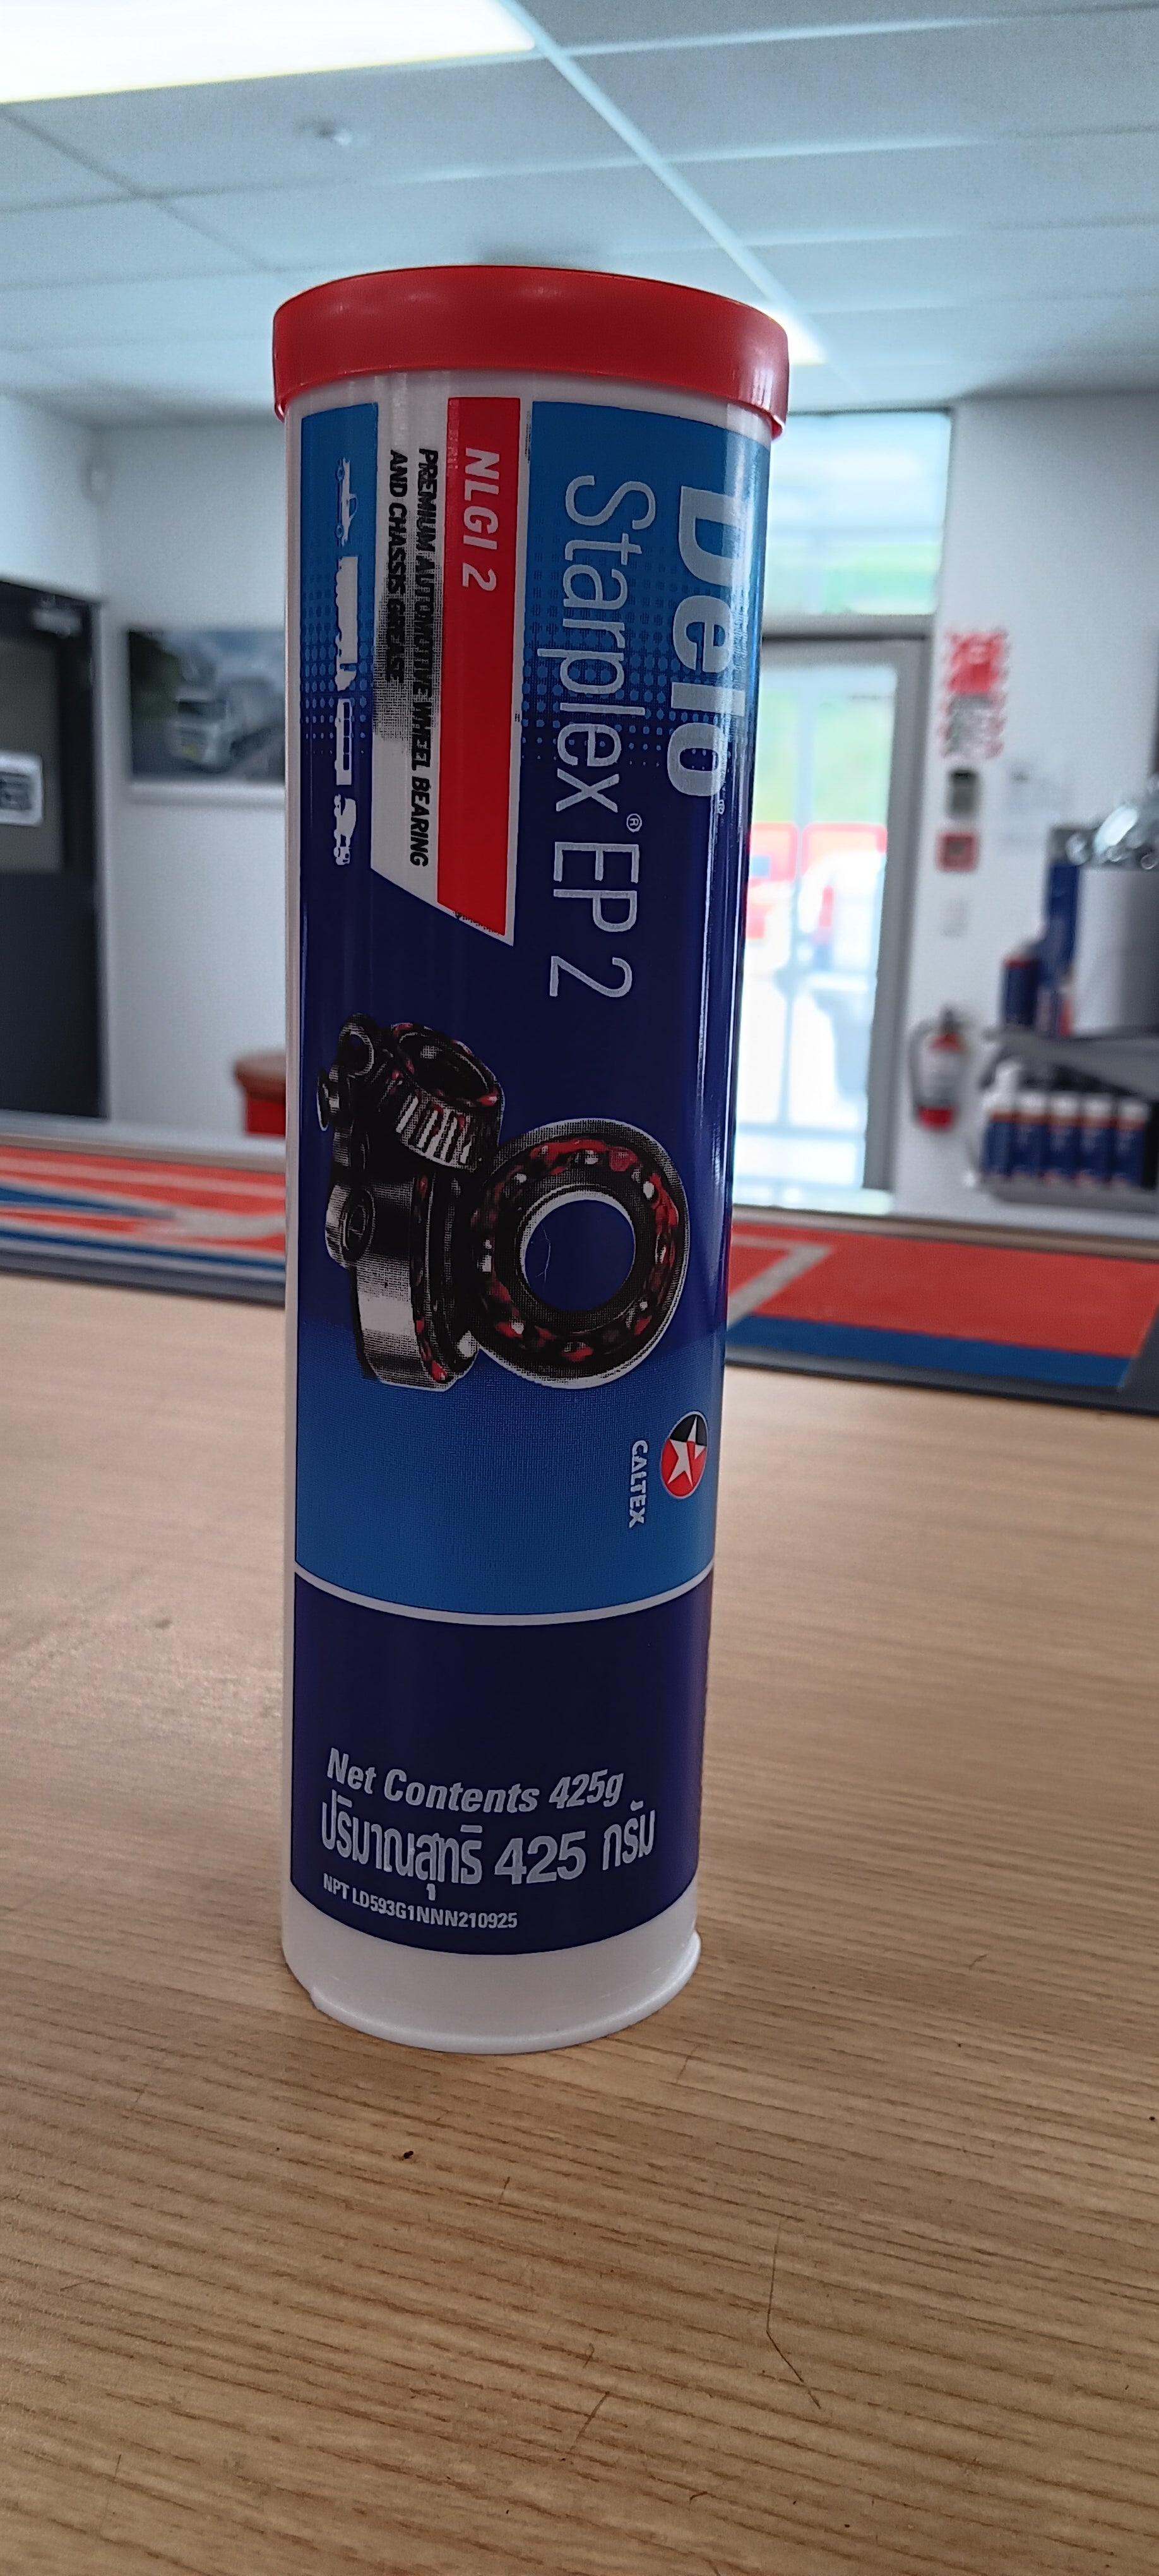 Delo®
Starplex® EP 2
NLGI 2
PREMIUM AUTOMOTIVE WHEEL BEARING
AND CHASSIS GREASE
CALTEX
Net Contents 425g
ปริมาณสุทธิ 425 กรัม
NPT LD593G1NNN210925